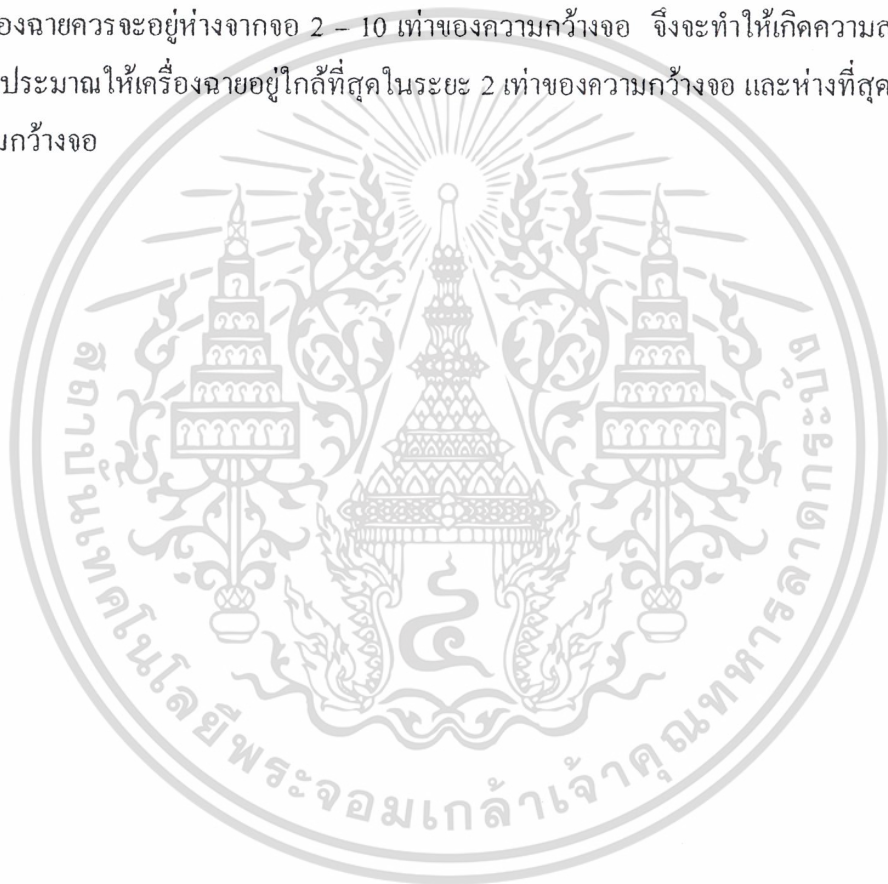 องฉายควรจะอยู่ห่างจากจอ 2 – 10 เท่าของความกว้างจอ จึงจะทำให้เกิดความส
ประมาณให้เครื่องฉายอยู่ใกล้ที่สุดในระยะ 2 เท่าของความกว้างจอ และห่างที่สุด
มกว้างจอ
สถาบันเทคโนโลยีพระจอมเกล้าเจ้าคุณทหารลาดกระบัง